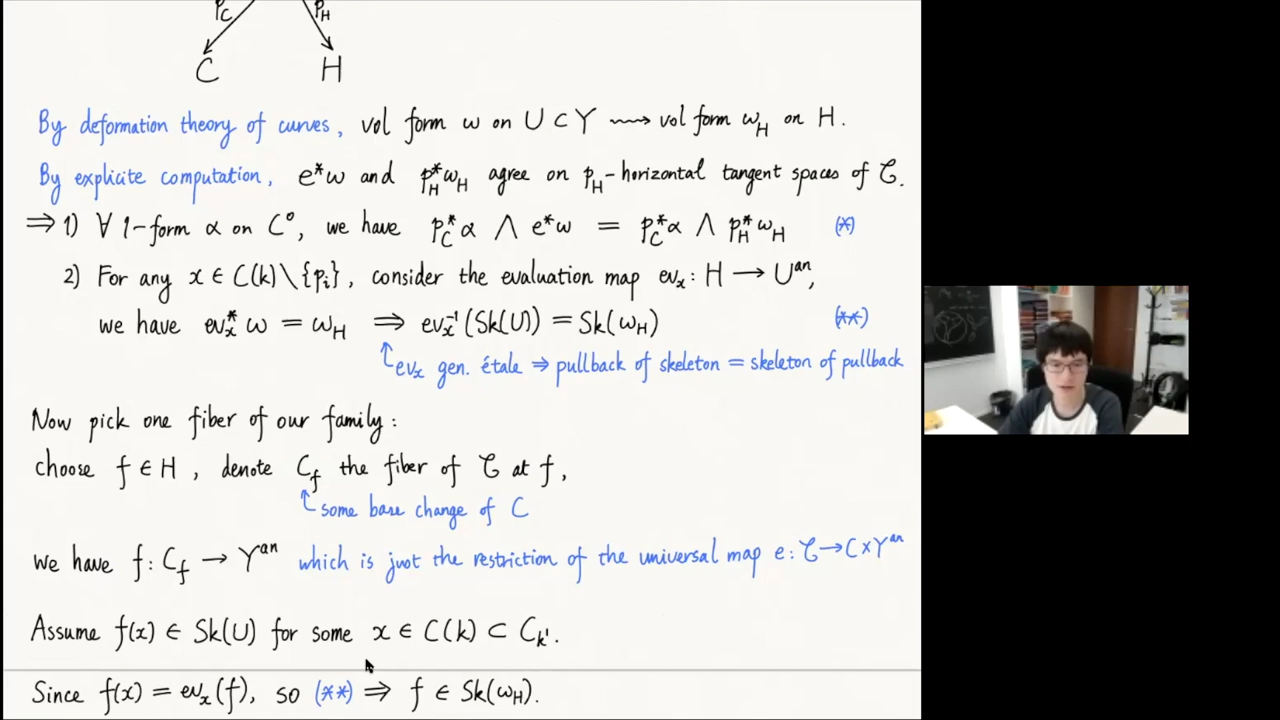 p_C p_H
C H
By deformation theory of curves, vol form ω on U ⊂ Y ⇝ vol form ω_H on H.
By explicite computation, e*ω and p_H*ω_H agree on p_H-horizontal tangent spaces of 𝒞.
⇒ 1) ∀ 1-form α on C°, we have p_C*α ∧ e*ω = p_C*α ∧ p_H*ω_H (*)
2) For any x ∈ C(k)\{p_i}, consider the evaluation map ev_x : H → U^an,
we have ev_x*ω = ω_H ⇒ ev_x^-1(Sk(U)) = Sk(ω_H) (**)
ev_x gen. étale ⇒ pullback of skeleton = skeleton of pullback
Now pick one fiber of our family :
choose f ∈ H , denote C_f the fiber of 𝒞 at f ,
some base change of C
We have f : C_f → Y^an which is just the restriction of the universal map e : 𝒞 → C×Y^an
Assume f(x) ∈ Sk(U) for some x ∈ C(k) ⊂ C_k'.
Since f(x) = ev_x(f), so (**) ⇒ f ∈ Sk(ω_H).